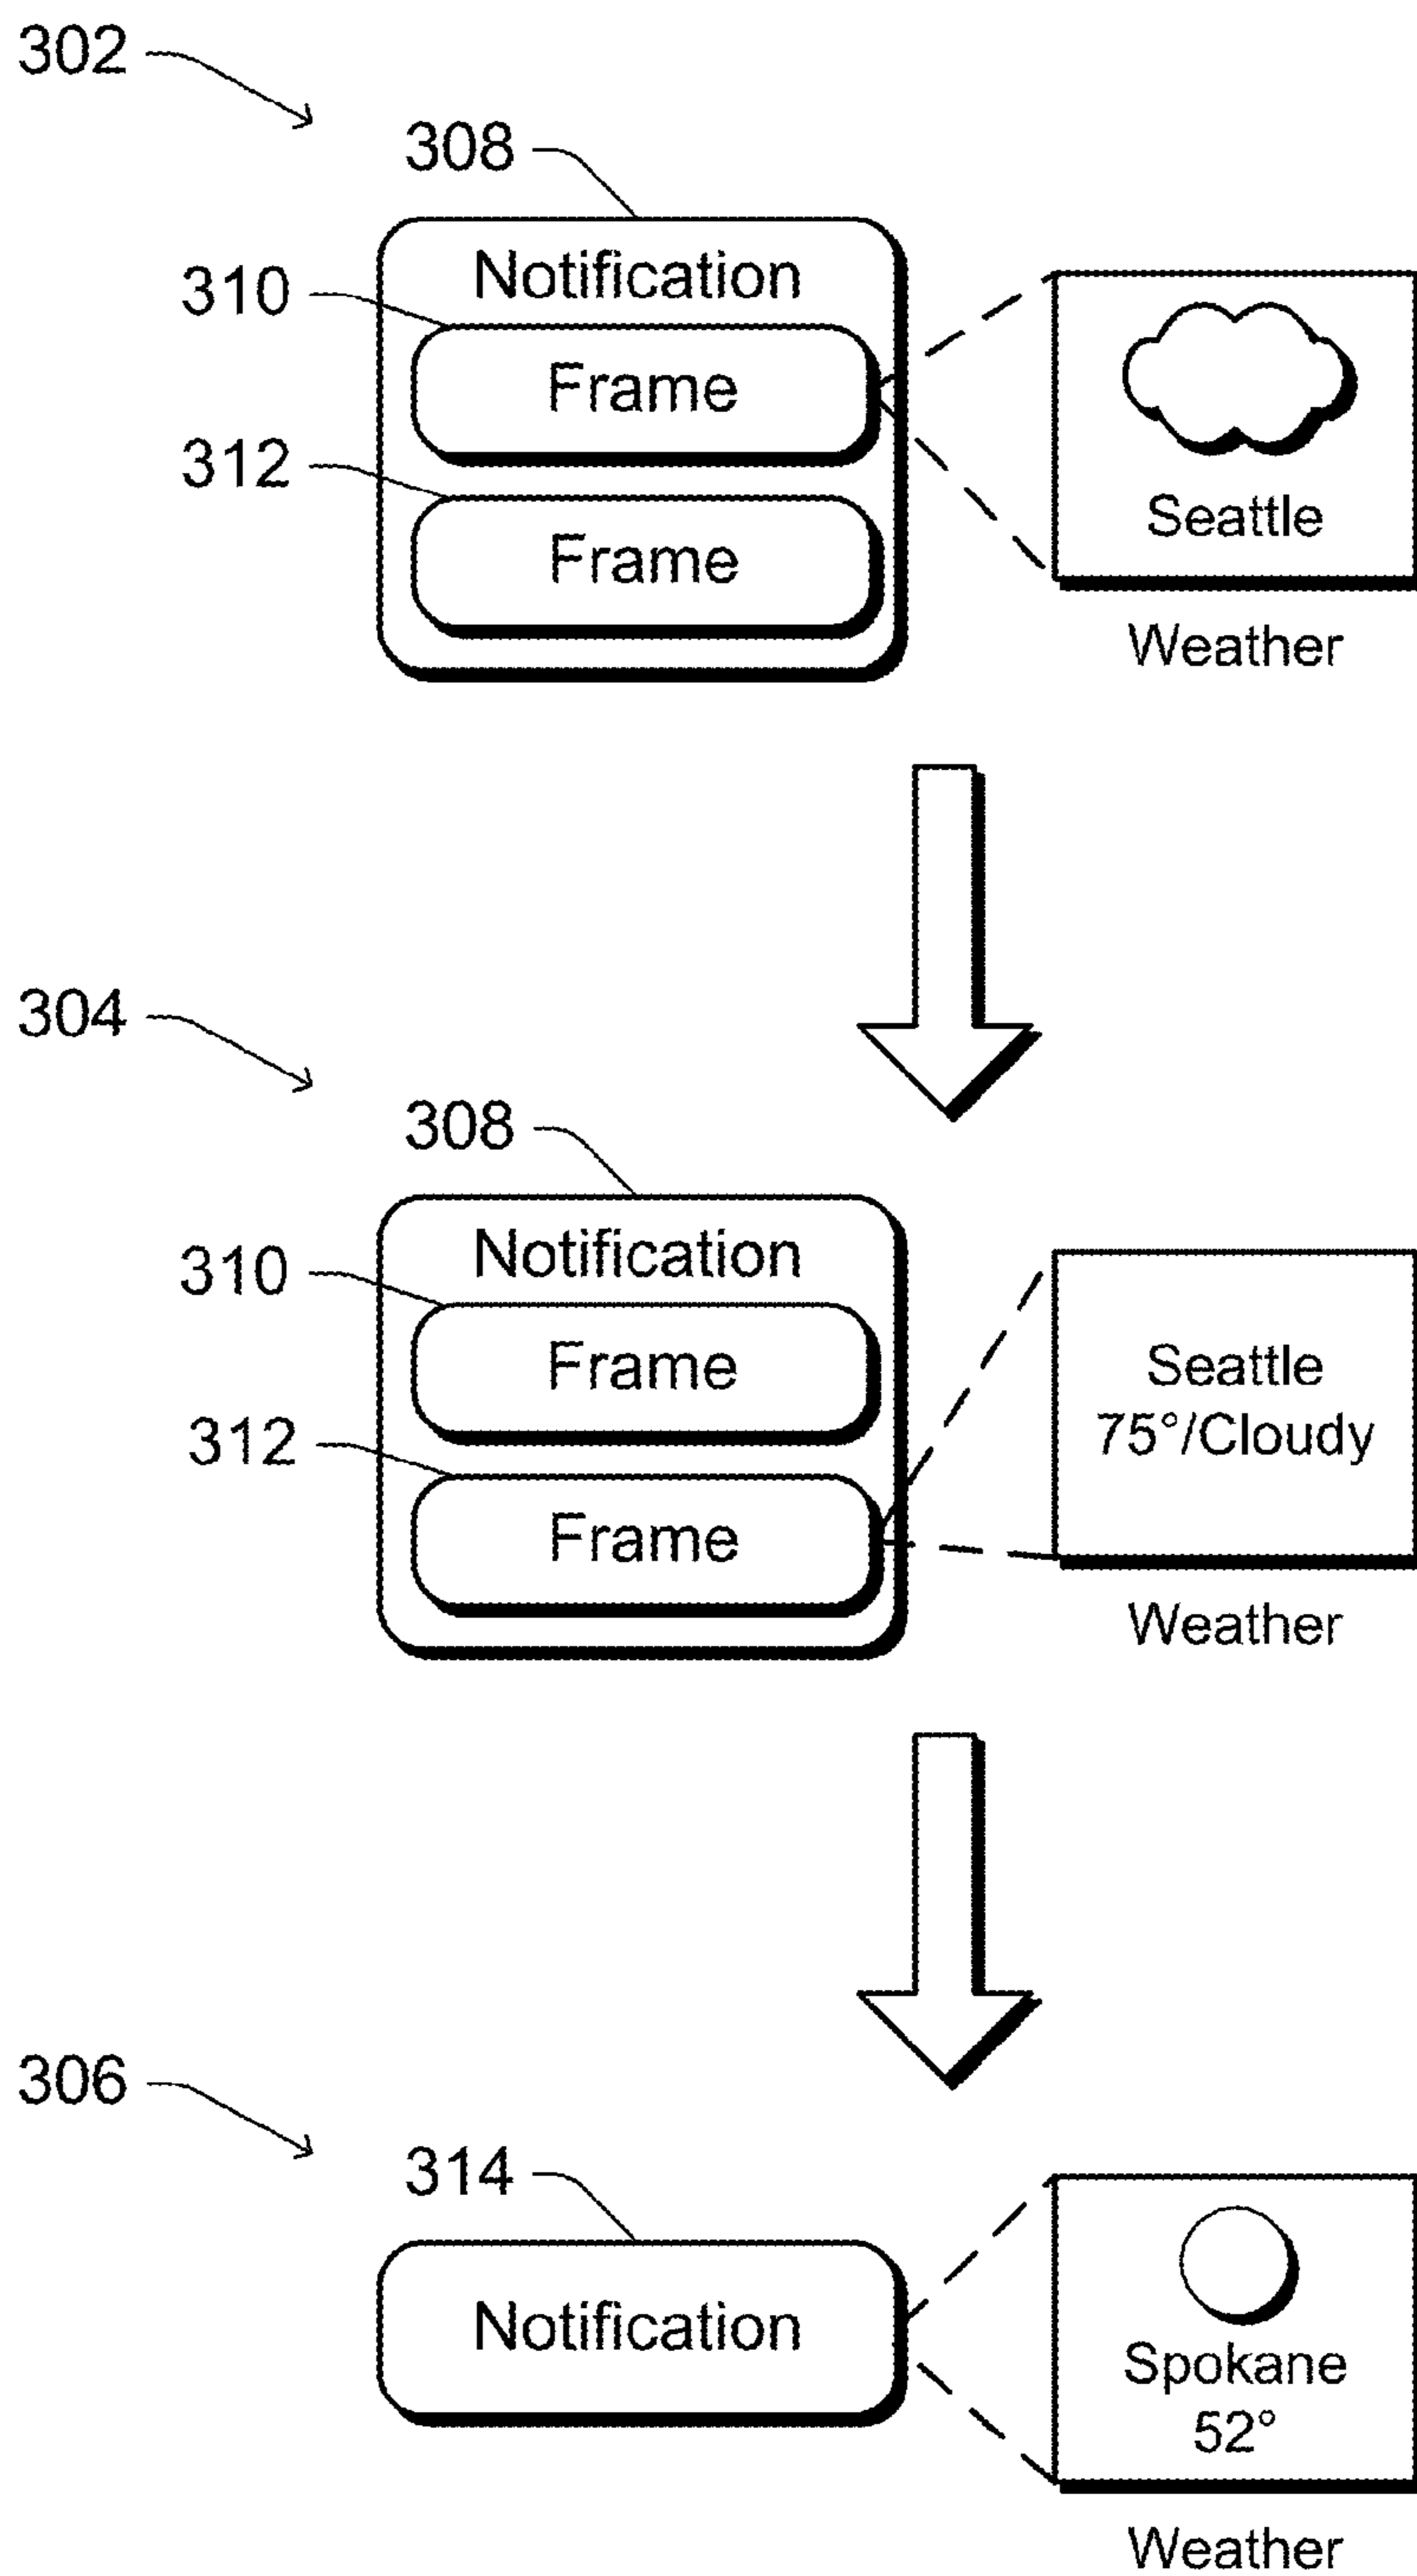 302
308
Notification
310
Frame
312
Frame
Seattle
Weather
304
308
Notification
310
Frame
312
Frame
Seattle
75°/Cloudy
Weather
306
314
Notification
Spokane
52°
Weather